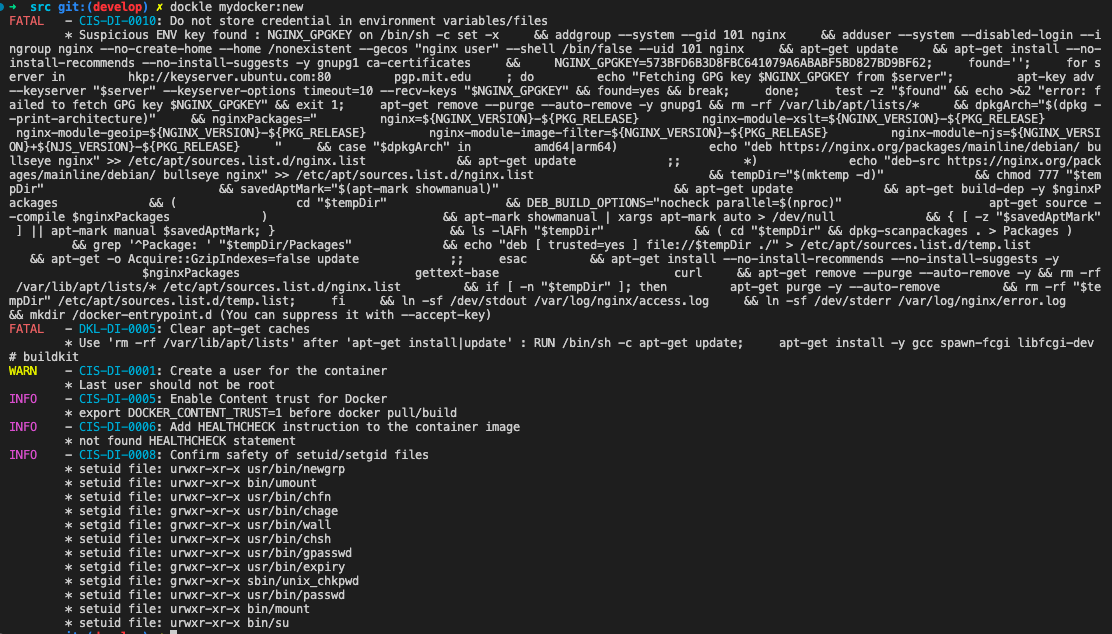 → src git:(develop) ✗ dockle mydocker:new
FATAL - CIS-DI-0010: Do not store credential in environment variables/files
* Suspicious ENV key found : NGINX_GPGKEY on /bin/sh -c set -x && addgroup --system --gid 101 nginx && adduser --system --disabled-login --i
ngroup nginx --no-create-home --home /nonexistent --gecos "nginx user" --shell /bin/false --uid 101 nginx && apt-get update && apt-get install --no-
install-recommends --no-install-suggests -y gnupg1 ca-certificates && NGINX_GPGKEY=573BFD6B3D8FBC641079A6ABABF5BD827BD9BF62; found=''; for s
erver in hkp://keyserver.ubuntu.com:80 pgp.mit.edu ; do echo "Fetching GPG key $NGINX_GPGKEY from $server"; apt-key adv
--keyserver "$server" --keyserver-options timeout=10 --recv-keys "$NGINX_GPGKEY" && found=yes && break; done; test -z "$found" && echo >&2 "error: f
ailed to fetch GPG key $NGINX_GPGKEY" && exit 1; apt-get remove --purge --auto-remove -y gnupg1 && rm -rf /var/lib/apt/lists/* && dpkgArch="$(dpkg -
-print-architecture)" && nginxPackages=" nginx=${NGINX_VERSION}-${PKG_RELEASE} nginx-module-xslt=${NGINX_VERSION}-${PKG_RELEASE}
nginx-module-geoip=${NGINX_VERSION}-${PKG_RELEASE} nginx-module-image-filter=${NGINX_VERSION}-${PKG_RELEASE} nginx-module-njs=${NGINX_VERSI
ON}+${NJS_VERSION}-${PKG_RELEASE} " && case "$dpkgArch" in amd64|arm64) echo "deb https://nginx.org/packages/mainline/debian/ bu
llseye nginx" >> /etc/apt/sources.list.d/nginx.list && apt-get update ;; *) echo "deb-src https://nginx.org/pack
ages/mainline/debian/ bullseye nginx" >> /etc/apt/sources.list.d/nginx.list && tempDir="$(mktemp -d)" && chmod 777 "$tem
pDir" && savedAptMark="$(apt-mark showmanual)" && apt-get update && apt-get build-dep -y $nginxP
ackages && ( cd "$tempDir" && DEB_BUILD_OPTIONS="nocheck parallel=$(nproc)" apt-get source -
-compile $nginxPackages ) && apt-mark showmanual | xargs apt-mark auto > /dev/null && { [ -z "$savedAptMark"
] || apt-mark manual $savedAptMark; } && ls -lAFh "$tempDir" && ( cd "$tempDir" && dpkg-scanpackages . > Packages )
&& grep '^Package: ' "$tempDir/Packages" && echo "deb [ trusted=yes ] file://$tempDir ./" > /etc/apt/sources.list.d/temp.list
&& apt-get -o Acquire::GzipIndexes=false update ;; esac && apt-get install --no-install-recommends --no-install-suggests -y
$nginxPackages gettext-base curl && apt-get remove --purge --auto-remove -y && rm -rf
/var/lib/apt/lists/* /etc/apt/sources.list.d/nginx.list && if [ -n "$tempDir" ]; then apt-get purge -y --auto-remove && rm -rf "$te
mpDir" /etc/apt/sources.list.d/temp.list; fi && ln -sf /dev/stdout /var/log/nginx/access.log && ln -sf /dev/stderr /var/log/nginx/error.log
&& mkdir /docker-entrypoint.d (You can suppress it with --accept-key)
FATAL - DKL-DI-0005: Clear apt-get caches
* Use 'rm -rf /var/lib/apt/lists' after 'apt-get install|update' : RUN /bin/sh -c apt-get update; apt-get install -y gcc spawn-fcgi libfcgi-dev
# buildkit
WARN - CIS-DI-0001: Create a user for the container
* Last user should not be root
INFO - CIS-DI-0005: Enable Content trust for Docker
* export DOCKER_CONTENT_TRUST=1 before docker pull/build
INFO - CIS-DI-0006: Add HEALTHCHECK instruction to the container image
* not found HEALTHCHECK statement
INFO - CIS-DI-0008: Confirm safety of setuid/setgid files
* setuid file: urwxr-xr-x usr/bin/newgrp
* setuid file: urwxr-xr-x bin/umount
* setuid file: urwxr-xr-x usr/bin/chfn
* setgid file: grwxr-xr-x usr/bin/chage
* setgid file: grwxr-xr-x usr/bin/wall
* setuid file: urwxr-xr-x usr/bin/chsh
* setuid file: urwxr-xr-x usr/bin/gpasswd
* setgid file: grwxr-xr-x usr/bin/expiry
* setgid file: grwxr-xr-x sbin/unix_chkpwd
* setuid file: urwxr-xr-x usr/bin/passwd
* setuid file: urwxr-xr-x bin/mount
* setuid file: urwxr-xr-x bin/su